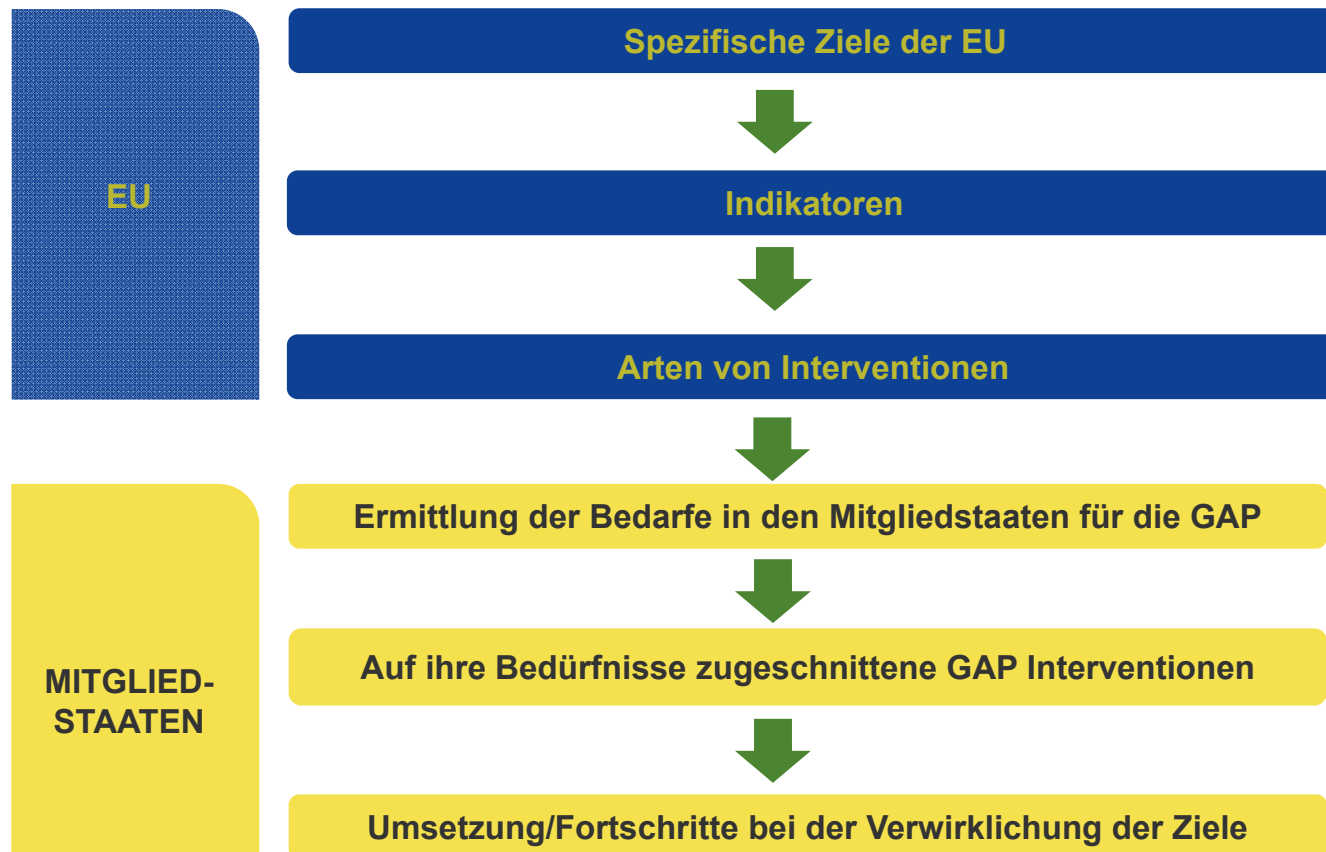 Spezifische Ziele der EU
EU
Indikatoren
Arten von Interventionen
Ermittlung der Bedarfe in den Mitgliedstaaten für die GAP
MITGLIED-
STAATEN
Auf ihre Bedürfnisse zugeschnittene GAP Interventionen
Umsetzung/Fortschritte bei der Verwirklichung der Ziele